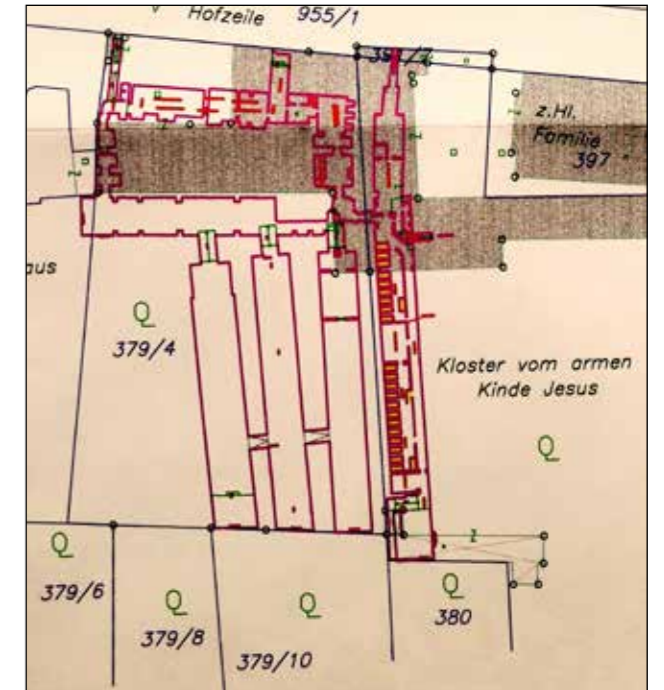 Hofzeile 955/1
z.Hl.
Familie
397
aus
Q
379/4
Kloster vom armen
Kinde Jesus
Q
Q
379/6
Q
379/8
Q
379/10
Q
380